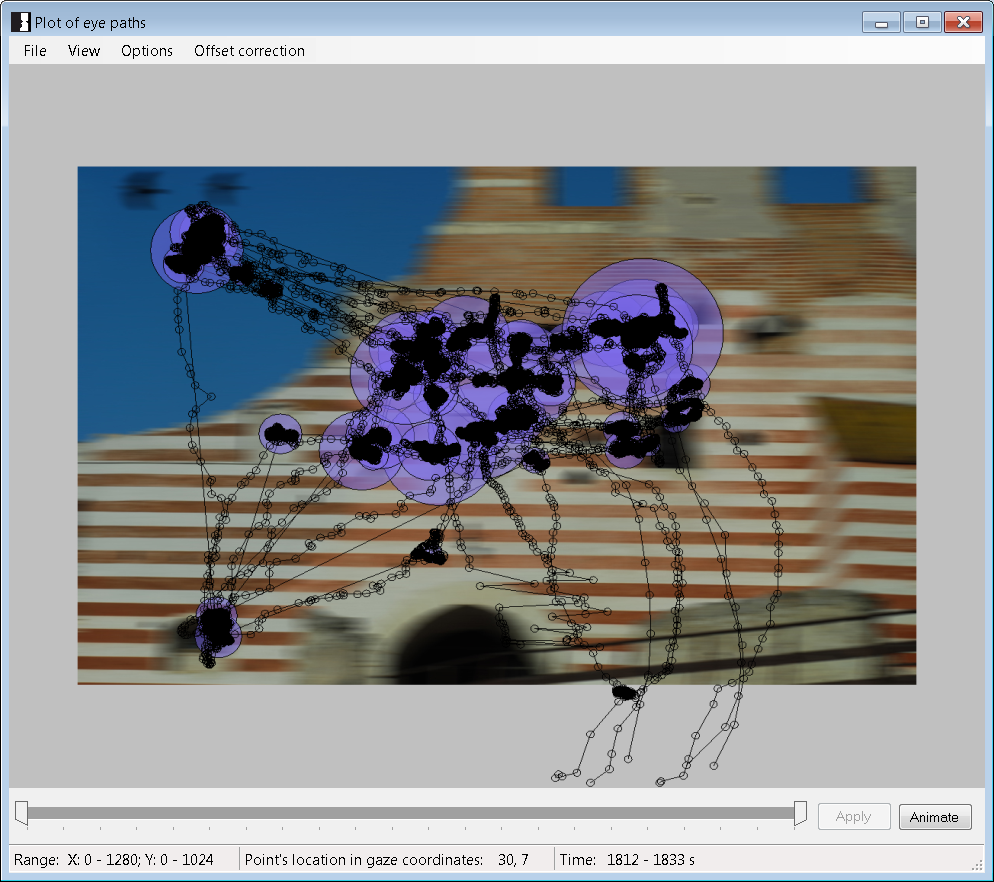 Plot of eye paths
File View Options Offset correction
Apply Animate
Range: X: 0 - 1280; Y: 0 - 1024 Point's location in gaze coordinates: 30, 7 Time: 1812 - 1833 s